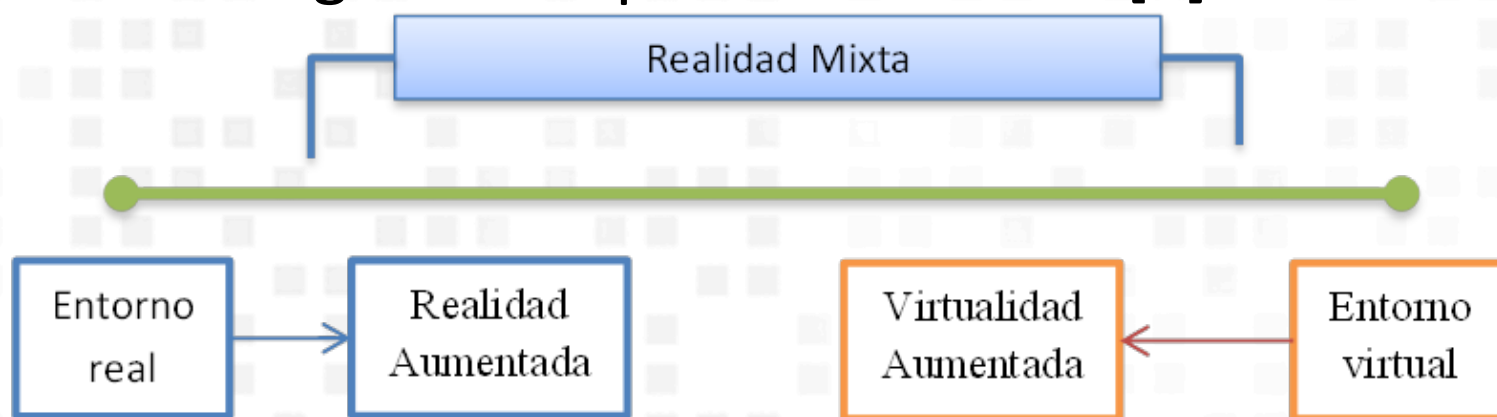 Realidad Mixta
Entorno
real
Realidad
Aumentada
Virtualidad
Aumentada
Entorno
virtual